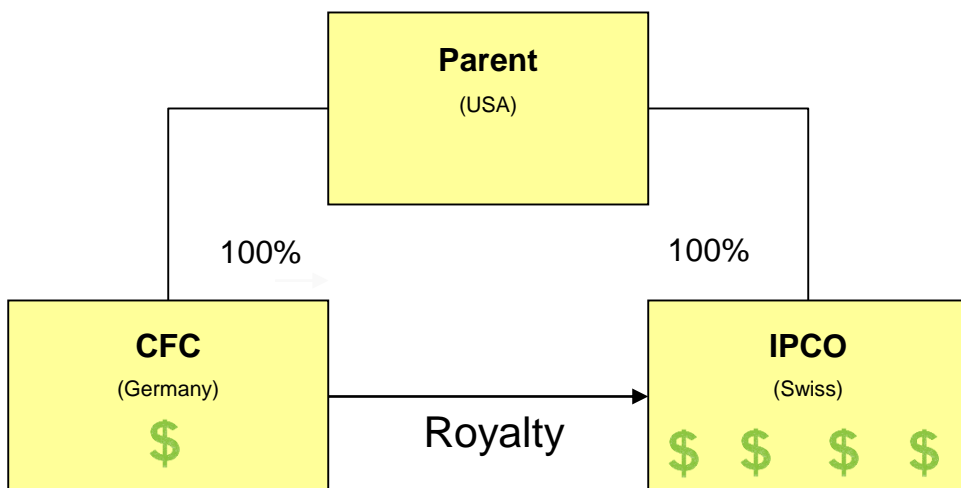 Parent
(USA)
100%
100%
CFC
(Germany)
$
Royalty
IPCO
(Swiss)
$ $ $ $